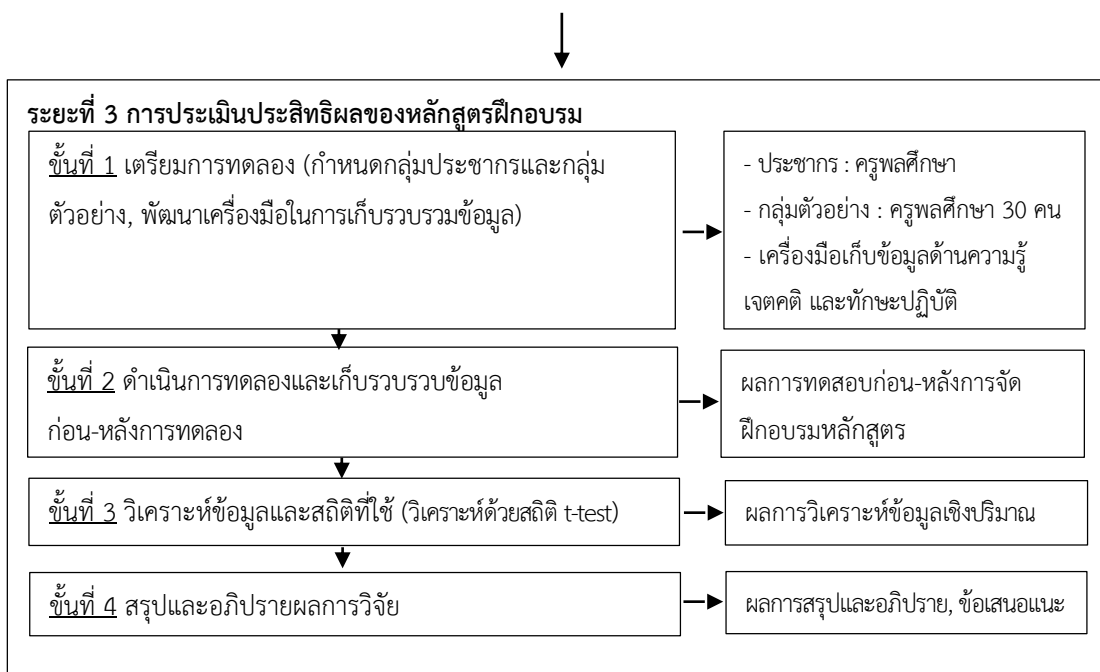 ระยะที่ 3 การประเมินประสิทธิผลของหลักสูตรฝึกอบรม
ขั้นที่ 1 เตรียมการทดลอง (กำหนดกลุ่มประชากรและกลุ่ม
ตัวอย่าง, พัฒนาเครื่องมือในการเก็บรวบรวมข้อมูล)
- ประชากร : ครูพลศึกษา
- กลุ่มตัวอย่าง : ครูพลศึกษา 30 คน
- เครื่องมือเก็บข้อมูลด้านความรู้
เจตคติ และทักษะปฏิบัติ
ขั้นที่ 2 ดำเนินการทดลองและเก็บรวบรวบข้อมูล
ก่อน-หลังการทดลอง
ผลการทดสอบก่อน-หลังการจัด
ฝึกอบรมหลักสูตร
ขั้นที่ 3 วิเคราะห์ข้อมูลและสถิติที่ใช้ (วิเคราะห์ด้วยสถิติ t-test)
ผลการวิเคราะห์ข้อมูลเชิงปริมาณ
ขั้นที่ 4 สรุปและอภิปรายผลการวิจัย
ผลการสรุปและอภิปราย, ข้อเสนอแนะ